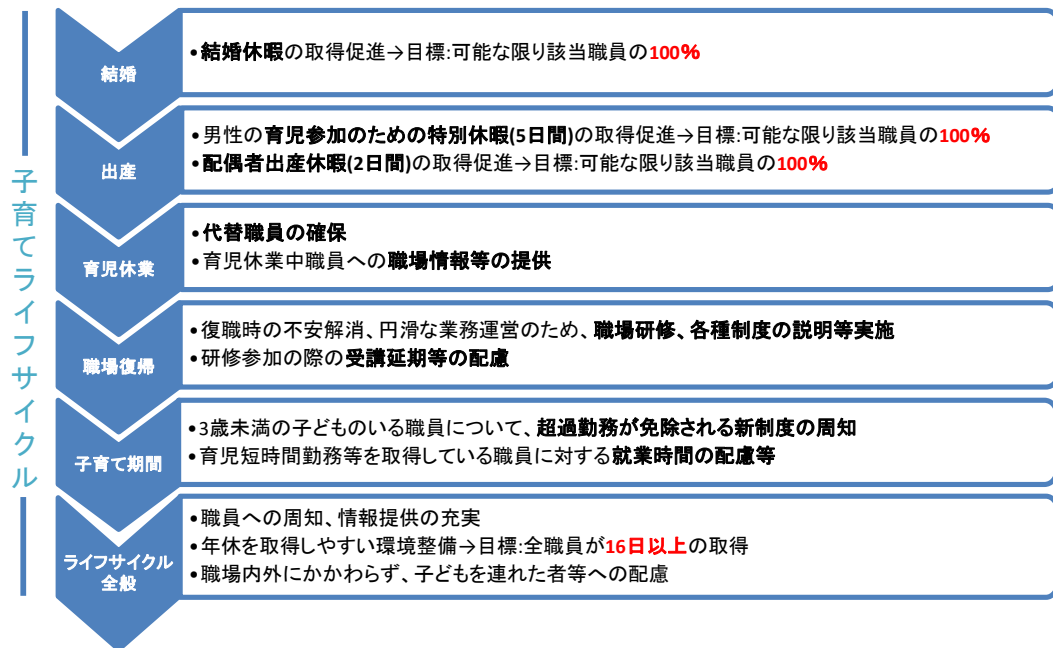 子育てライフサイクル
結婚
•結婚休暇の取得促進→目標:可能な限り該当職員の100%
出産
•男性の育児参加のための特別休暇(5日間)の取得促進→目標:可能な限り該当職員の100%
•配偶者出産休暇(2日間)の取得促進→目標:可能な限り該当職員の100%
育児休業
•代替職員の確保
•育児休業中職員への職場情報等の提供
職場復帰
•復職時の不安解消、円滑な業務運営のため、職場研修、各種制度の説明等実施
•研修参加の際の受講延期等の配慮
子育て期間
•3歳未満の子どものいる職員について、超過勤務が免除される新制度の周知
•育児短時間勤務等を取得している職員に対する就業時間の配慮等
ライフサイクル
全般
•職員への周知、情報提供の充実
•年休を取得しやすい環境整備→目標:全職員が16日以上の取得
•職場内外にかかわらず、子どもを連れた者等への配慮